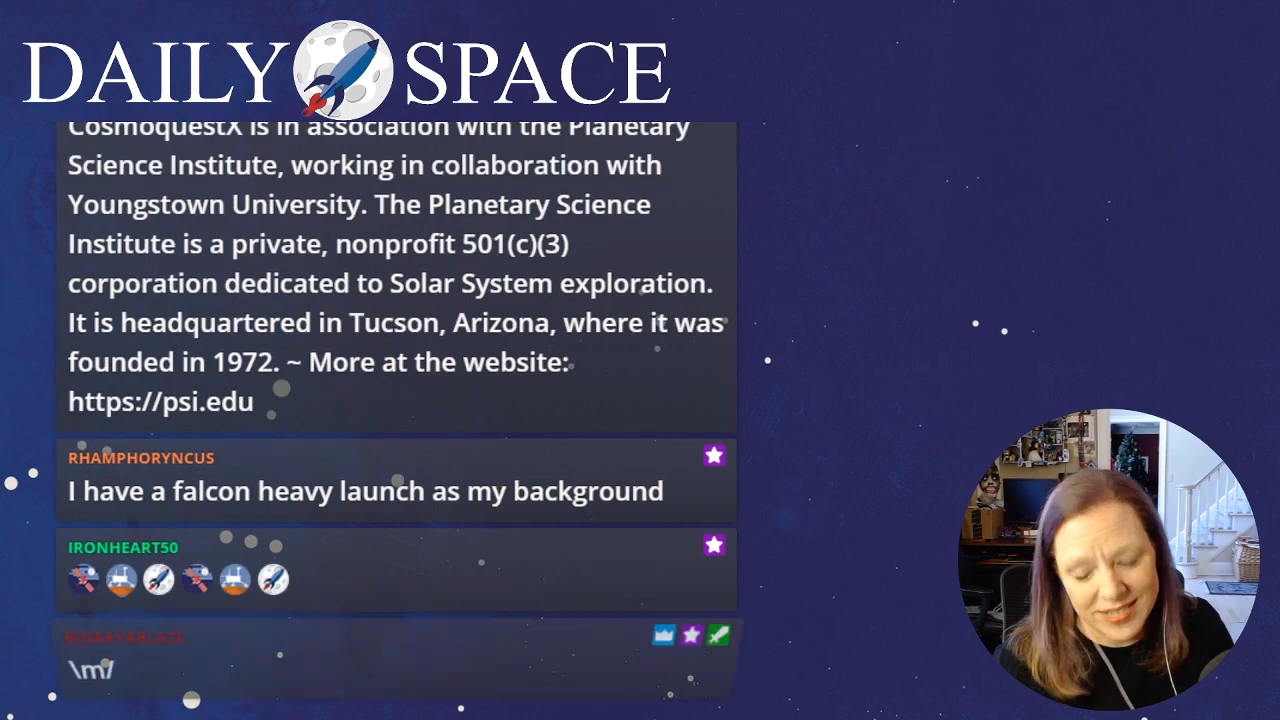 DAILY SPACE
CosmoquestX is in association with the Planetary
Science Institute, working in collaboration with
Youngstown University. The Planetary Science
Institute is a private, nonprofit 501(c)(3)
corporation dedicated to Solar System exploration.
It is headquartered in Tucson, Arizona, where it was
founded in 1972. ~ More at the website:
https://psi.edu
RHAMPHORYNCUS
I have a falcon heavy launch as my background
IRONHEART50
\m/